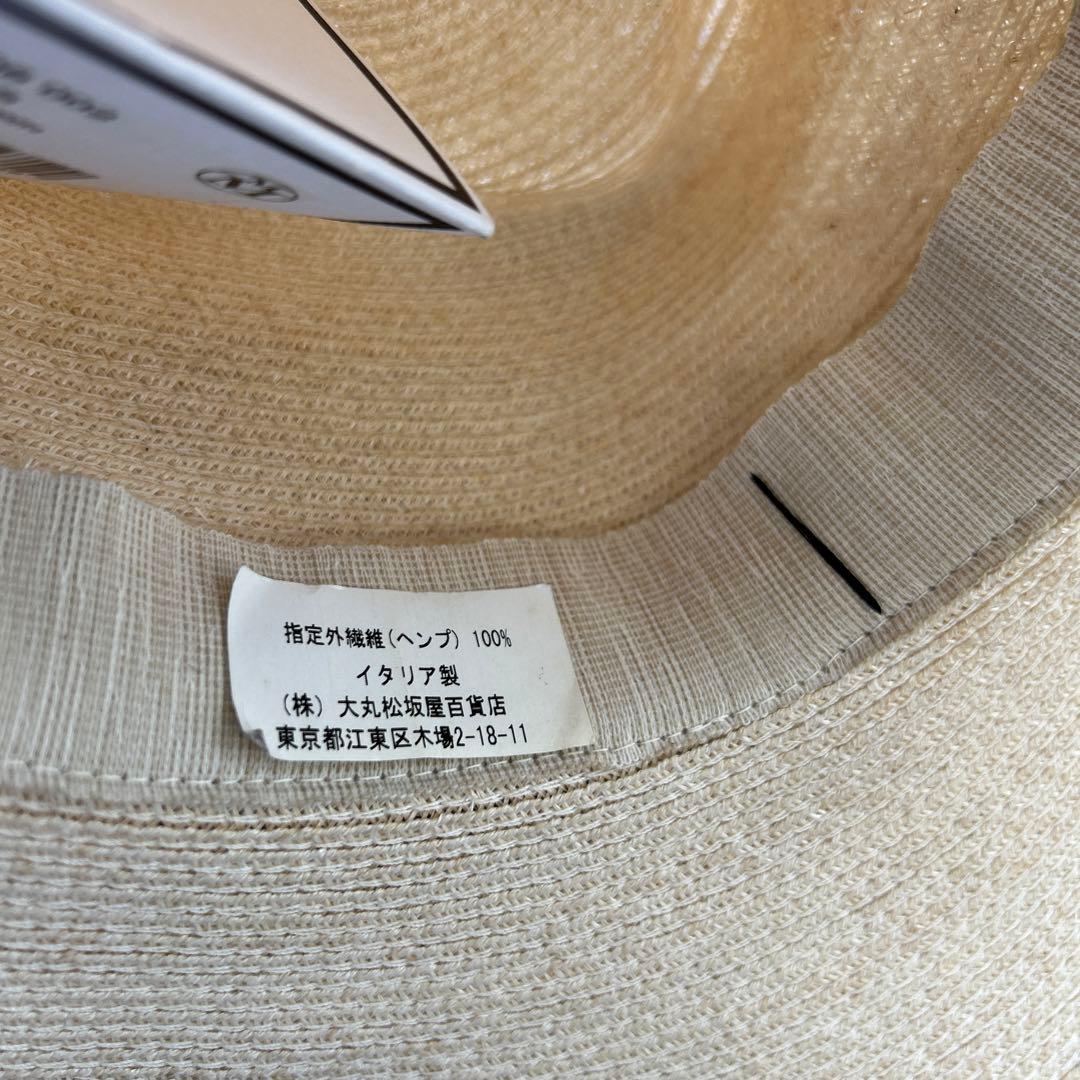 指定外繊維(ヘンプ) 100%
イタリア製
(株) 大丸松坂屋百貨店
東京都江東区木場2-18-11